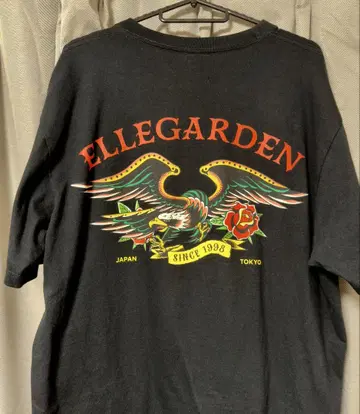 ELLEGARDEN
SINCE 1998
JAPAN TOKYO